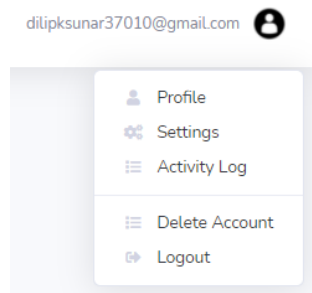 dilipksunar37010@gmail.com
Profile
Settings
Activity Log
Delete Account
Logout